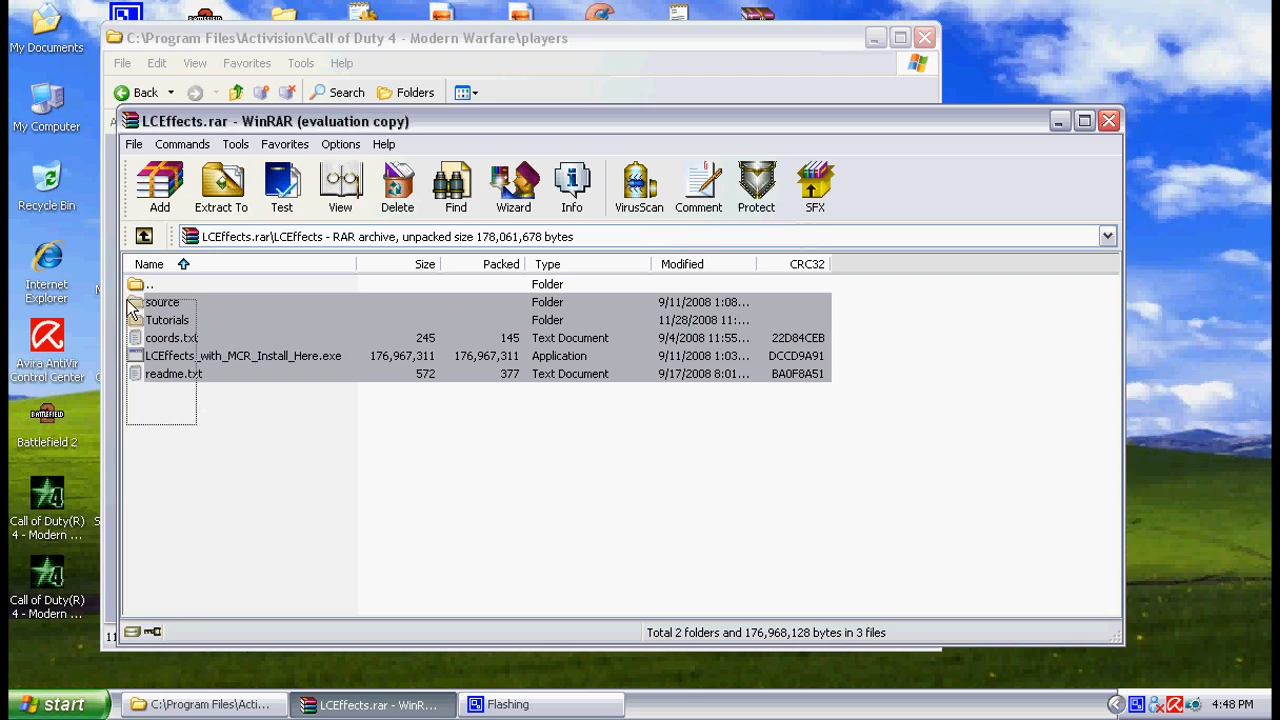 My Documents
My Computer
Recycle Bin
Internet
Explorer
Avira AntiVir
Control Center
BATTLEFIELD
Battlefield 2
Call of Duty(R)
4 - Modern ...
Call of Duty(R)
4 - Modern ...
C:\Program Files\Activision\Call of Duty 4 - Modern Warfare\players
File Edit View Favorites Tools Help
Back Search Folders
LCEffects.rar - WinRAR (evaluation copy)
File Commands Tools Favorites Options Help
Add Extract To Test View Delete Find Wizard Info VirusScan Comment Protect SFX
LCEffects.rar\LCEffects - RAR archive, unpacked size 178,061,678 bytes
Name Size Packed Type Modified CRC32
.. Folder
source Folder 9/11/2008 1:08...
Tutorials Folder 11/28/2008 11:...
coords.txt 245 145 Text Document 9/4/2008 11:55... 22D84CEB
LCEffects_with_MCR_Install_Here.exe 176,967,311 176,967,311 Application 9/11/2008 1:03... DCCD9A91
readme.txt 572 377 Text Document 9/17/2008 8:01... BA0F8A51
Total 2 folders and 176,968,128 bytes in 3 files
start C:\Program Files\Acti... LCEffects.rar - WinR... Flashing 4:48 PM